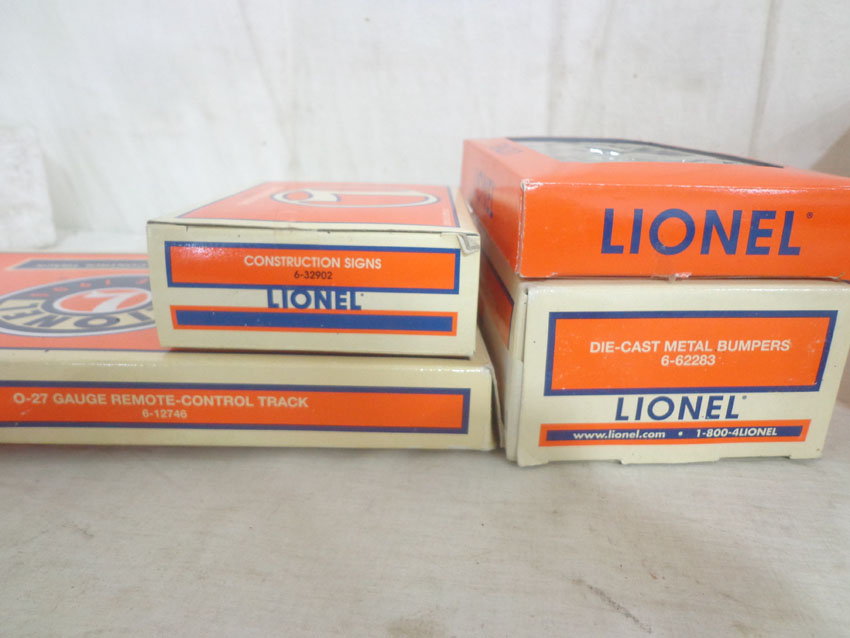 CONSTRUCTION SIGNS
6-32902
LIONEL
O-27 GAUGE REMOTE-CONTROL TRACK
6-12746
LIONEL
DIE-CAST METAL BUMPERS
6-62283
LIONEL
www.lionel.com • 1-800-4LIONEL